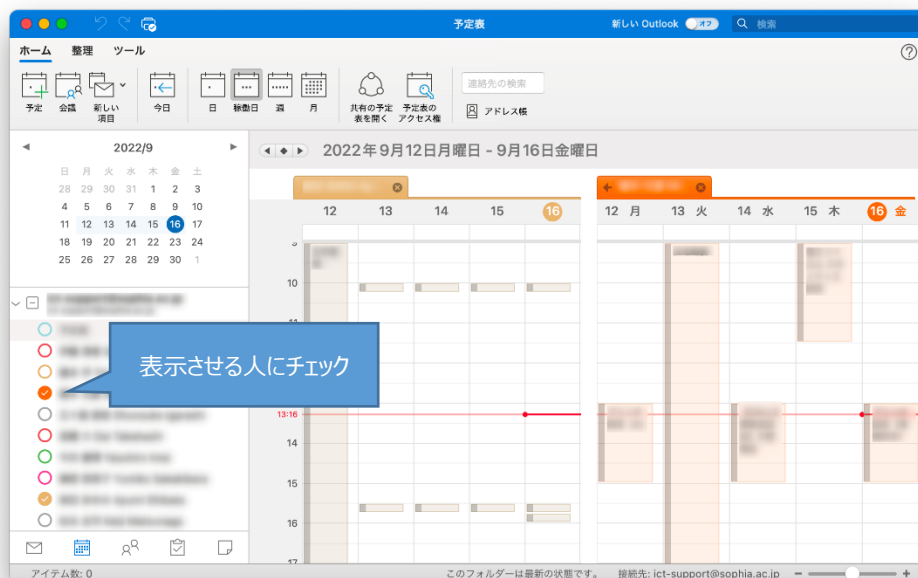 予定表
新しい Outlook
オフ
検索
ホーム 整理 ツール
予定
会議
新しい
項目
今日
日
稼働日
週
月
共有の予定
表を開く
予定表の
アクセス権
連絡先の検索
アドレス帳
2022/9
日 月 火 水 木 金 土
28 29 30 31 1 2 3
4 5 6 7 8 9 10
11 12 13 14 15 16 17
18 19 20 21 22 23 24
25 26 27 28 29 30 1
2022年9月12日月曜日 - 9月16日金曜日
12 13 14 15 16
12 月 13 火 14 水 15 木 16 金
10
13:16
14
15
16
17
表示させる人にチェック
アイテム数: 0
このフォルダーは最新の状態です。
接続先: ict-support@sophia.ac.jp